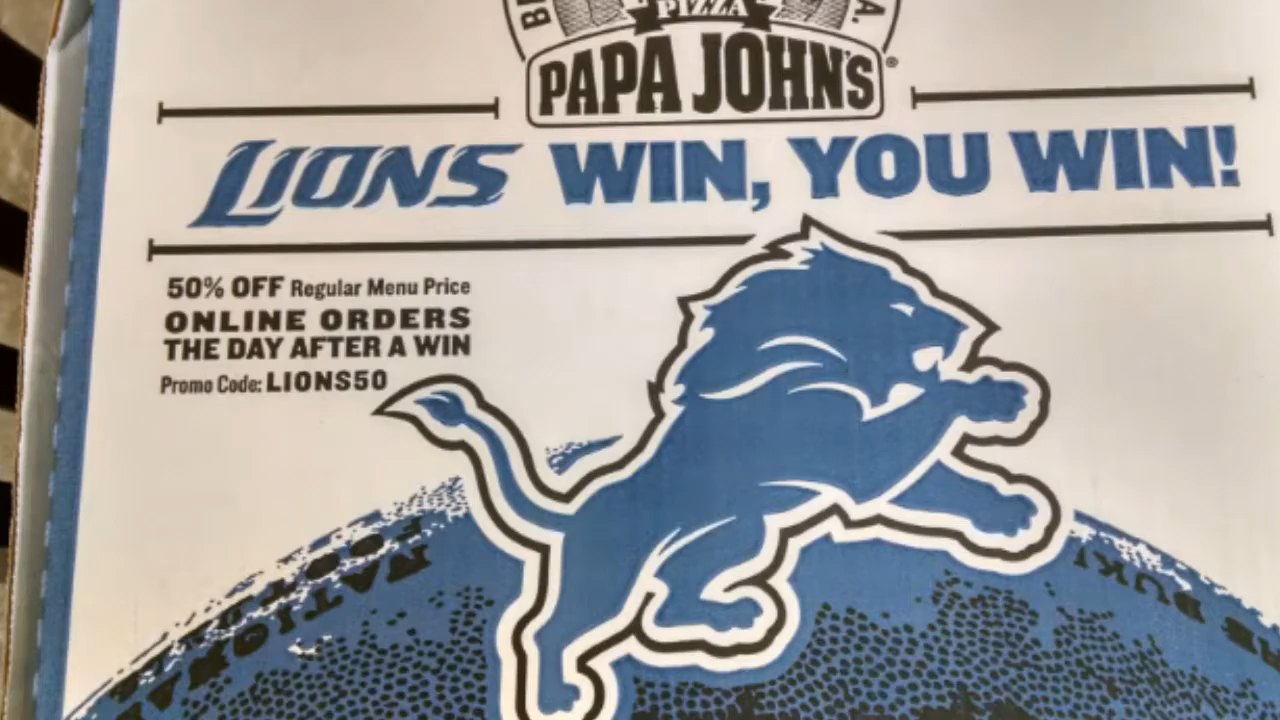 PIZZA
PAPA JOHN'S®
LIONS WIN, YOU WIN!
50% OFF Regular Menu Price
ONLINE ORDERS
THE DAY AFTER A WIN
Promo Code: LIONS50